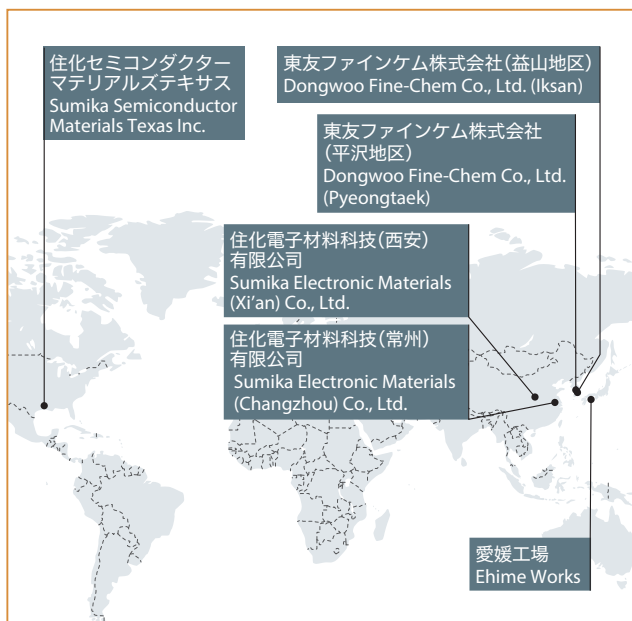 住化セミコンダクター
マテリアルズテキサス
Sumika Semiconductor
Materials Texas Inc.
東友ファインケム株式会社(益山地区)
Dongwoo Fine-Chem Co., Ltd. (Iksan)
東友ファインケム株式会社
(平沢地区)
Dongwoo Fine-Chem Co., Ltd.
(Pyeongtaek)
住化電子材料科技(西安)
有限公司
Sumika Electronic Materials
(Xi’an) Co., Ltd.
住化電子材料科技(常州)
有限公司
Sumika Electronic Materials
(Changzhou) Co., Ltd.
愛媛工場
Ehime Works